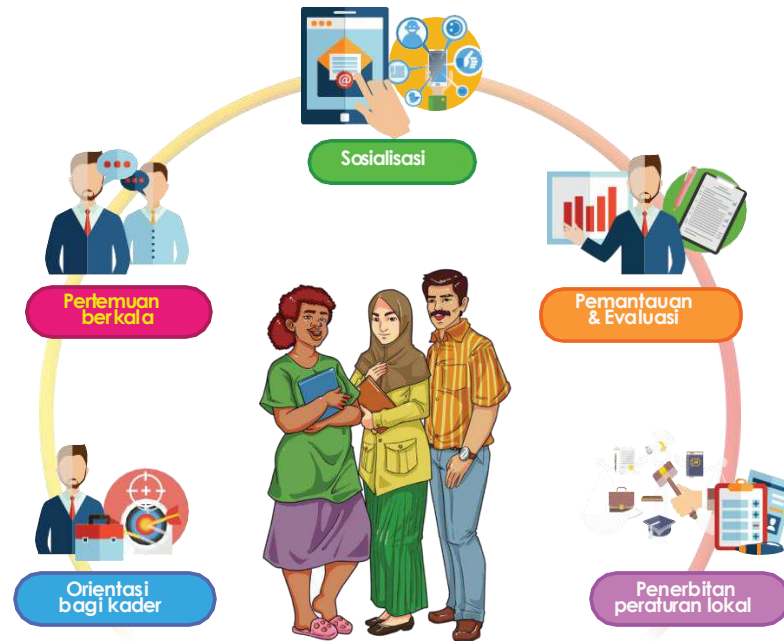 Sosialisasi
Pertemuan
berkala
Pemantauan
& Evaluasi
Orientasi
bagi kader
Penerbitan
peraturan lokal